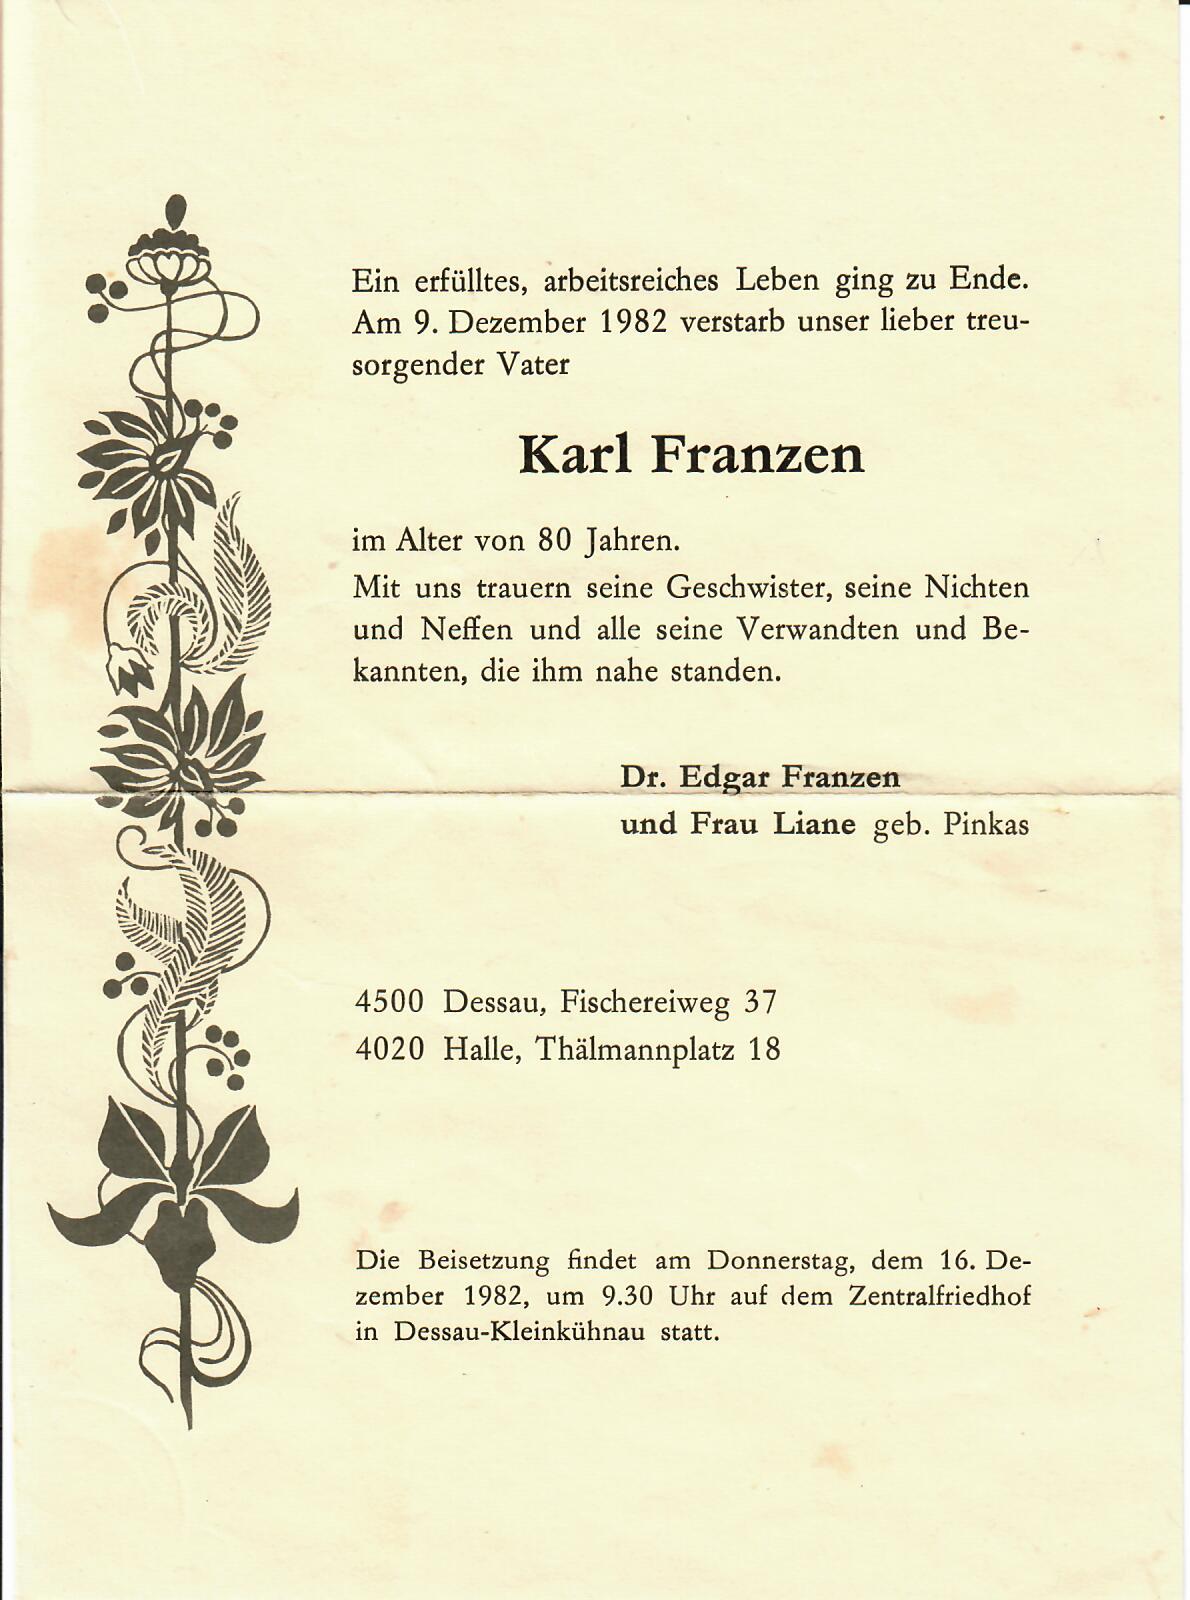 Ein erfülltes, arbeitsreiches Leben ging zu Ende.
Am 9. Dezember 1982 verstarb unser lieber treu-
sorgender Vater
Karl Franzen
im Alter von 80 Jahren.
Mit uns trauern seine Geschwister, seine Nichten
und Neffen und alle seine Verwandten und Be-
kannten, die ihm nahe standen.
Dr. Edgar Franzen
und Frau Liane geb. Pinkas
4500 Dessau, Fischereiweg 37
4020 Halle, Thälmannplatz 18
Die Beisetzung findet am Donnerstag, dem 16. De-
zember 1982, um 9.30 Uhr auf dem Zentralfriedhof
in Dessau-Kleinkühnau statt.